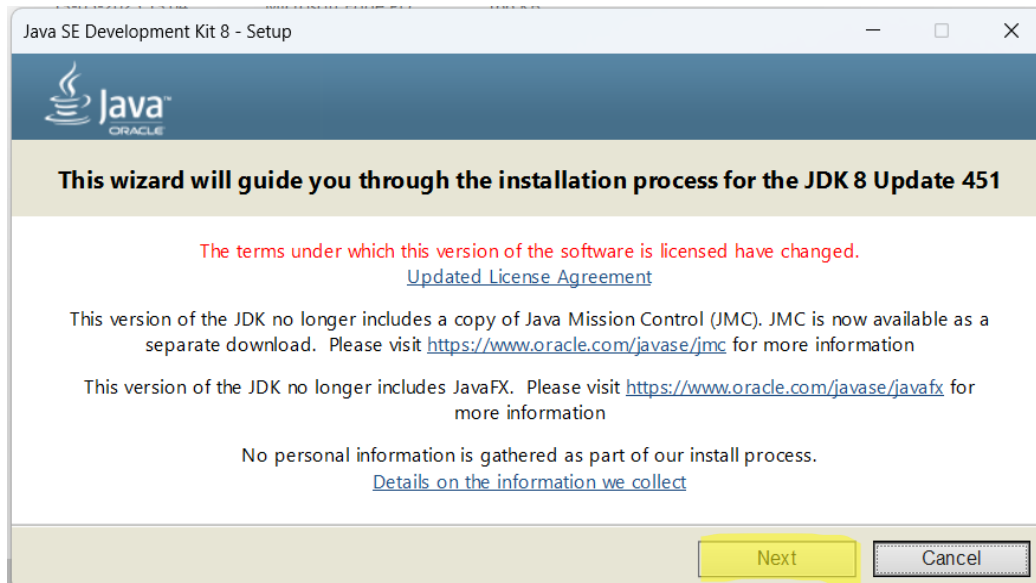 Java SE Development Kit 8 - Setup
Java™
ORACLE
This wizard will guide you through the installation process for the JDK 8 Update 451
The terms under which this version of the software is licensed have changed.
Updated License Agreement
This version of the JDK no longer includes a copy of Java Mission Control (JMC). JMC is now available as a
separate download. Please visit https://www.oracle.com/javase/jmc for more information
This version of the JDK no longer includes JavaFX. Please visit https://www.oracle.com/javase/javafx for
more information
No personal information is gathered as part of our install process.
Details on the information we collect
Next Cancel